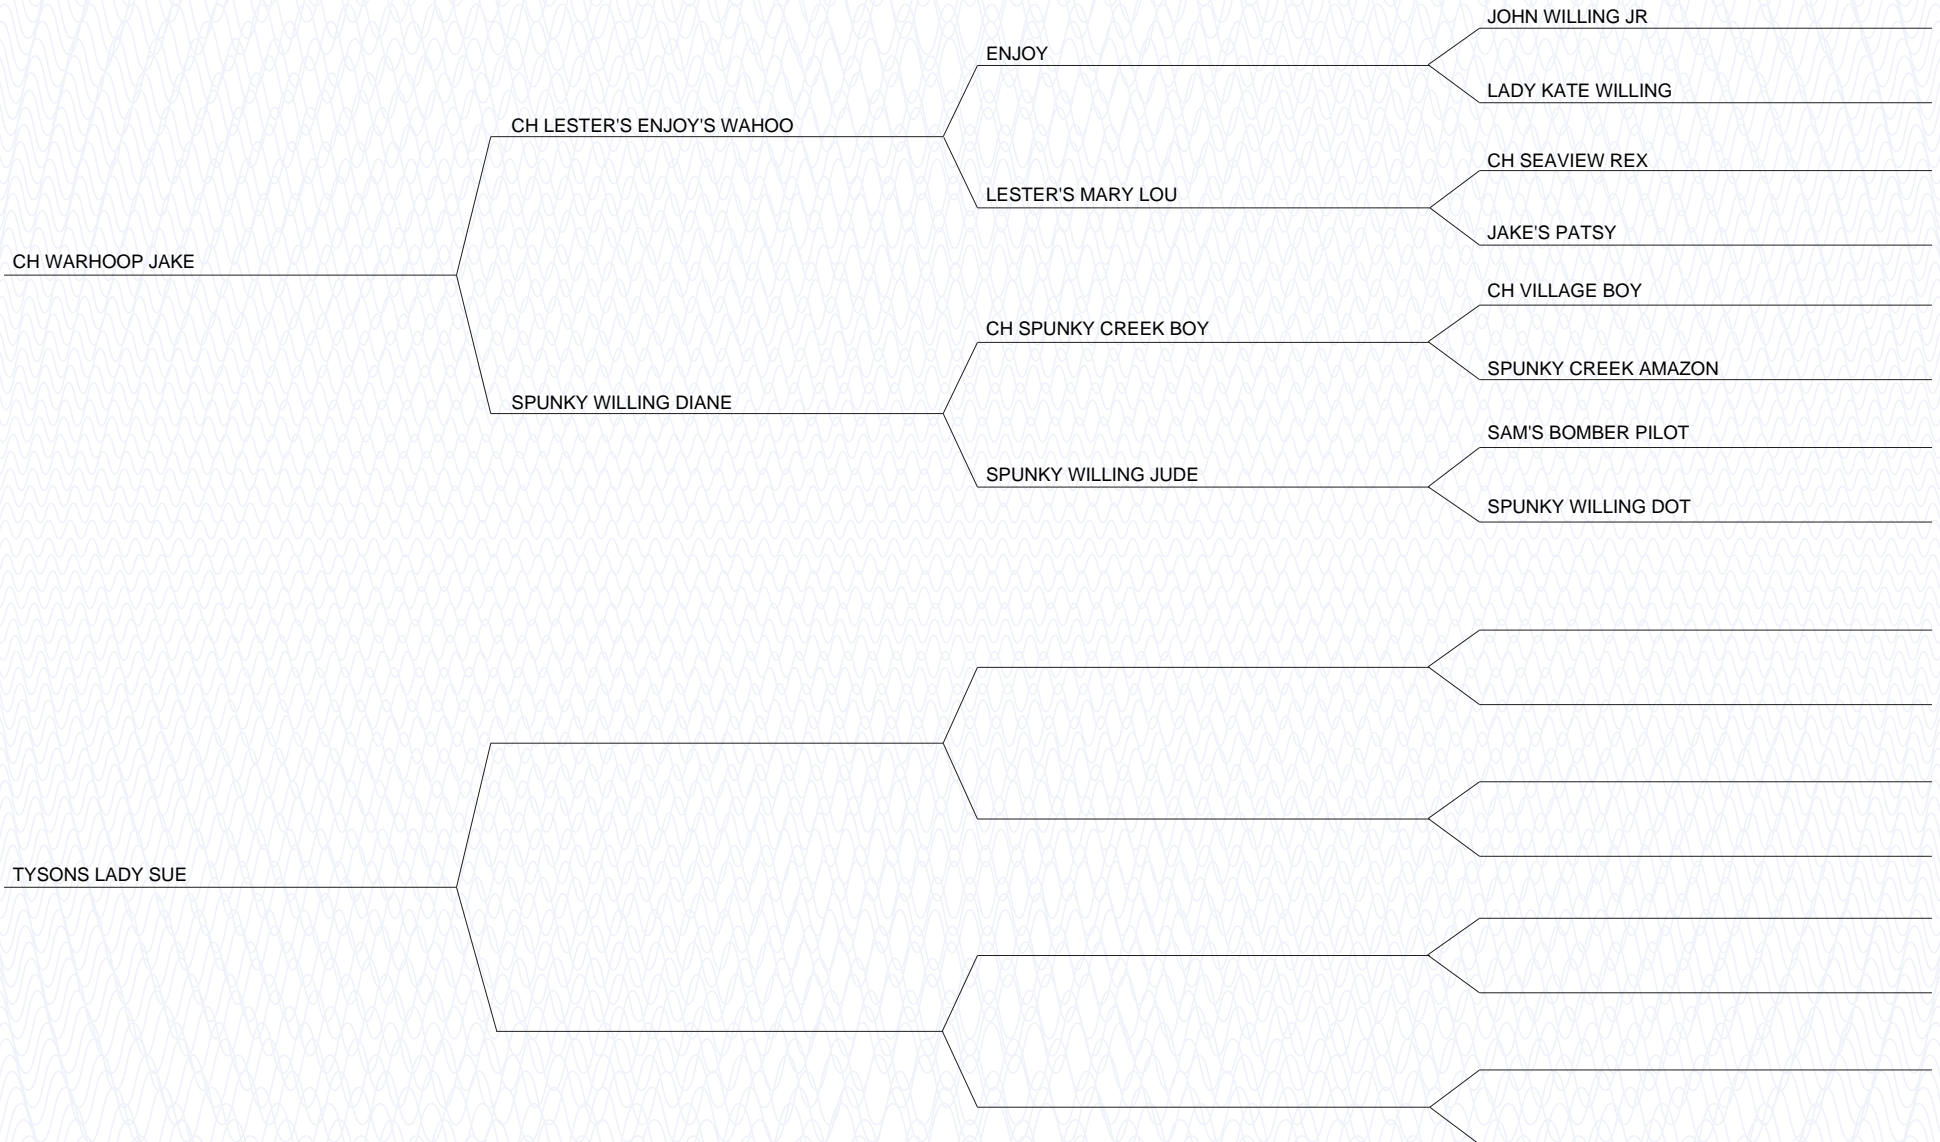 JOHN WILLING JR
ENJOY
LADY KATE WILLING
CH LESTER'S ENJOY'S WAHOO
CH SEAVIEW REX
LESTER'S MARY LOU
JAKE'S PATSY
CH WARHOOP JAKE
CH VILLAGE BOY
CH SPUNKY CREEK BOY
SPUNKY CREEK AMAZON
SPUNKY WILLING DIANE
SAM'S BOMBER PILOT
SPUNKY WILLING JUDE
SPUNKY WILLING DOT
TYSONS LADY SUE